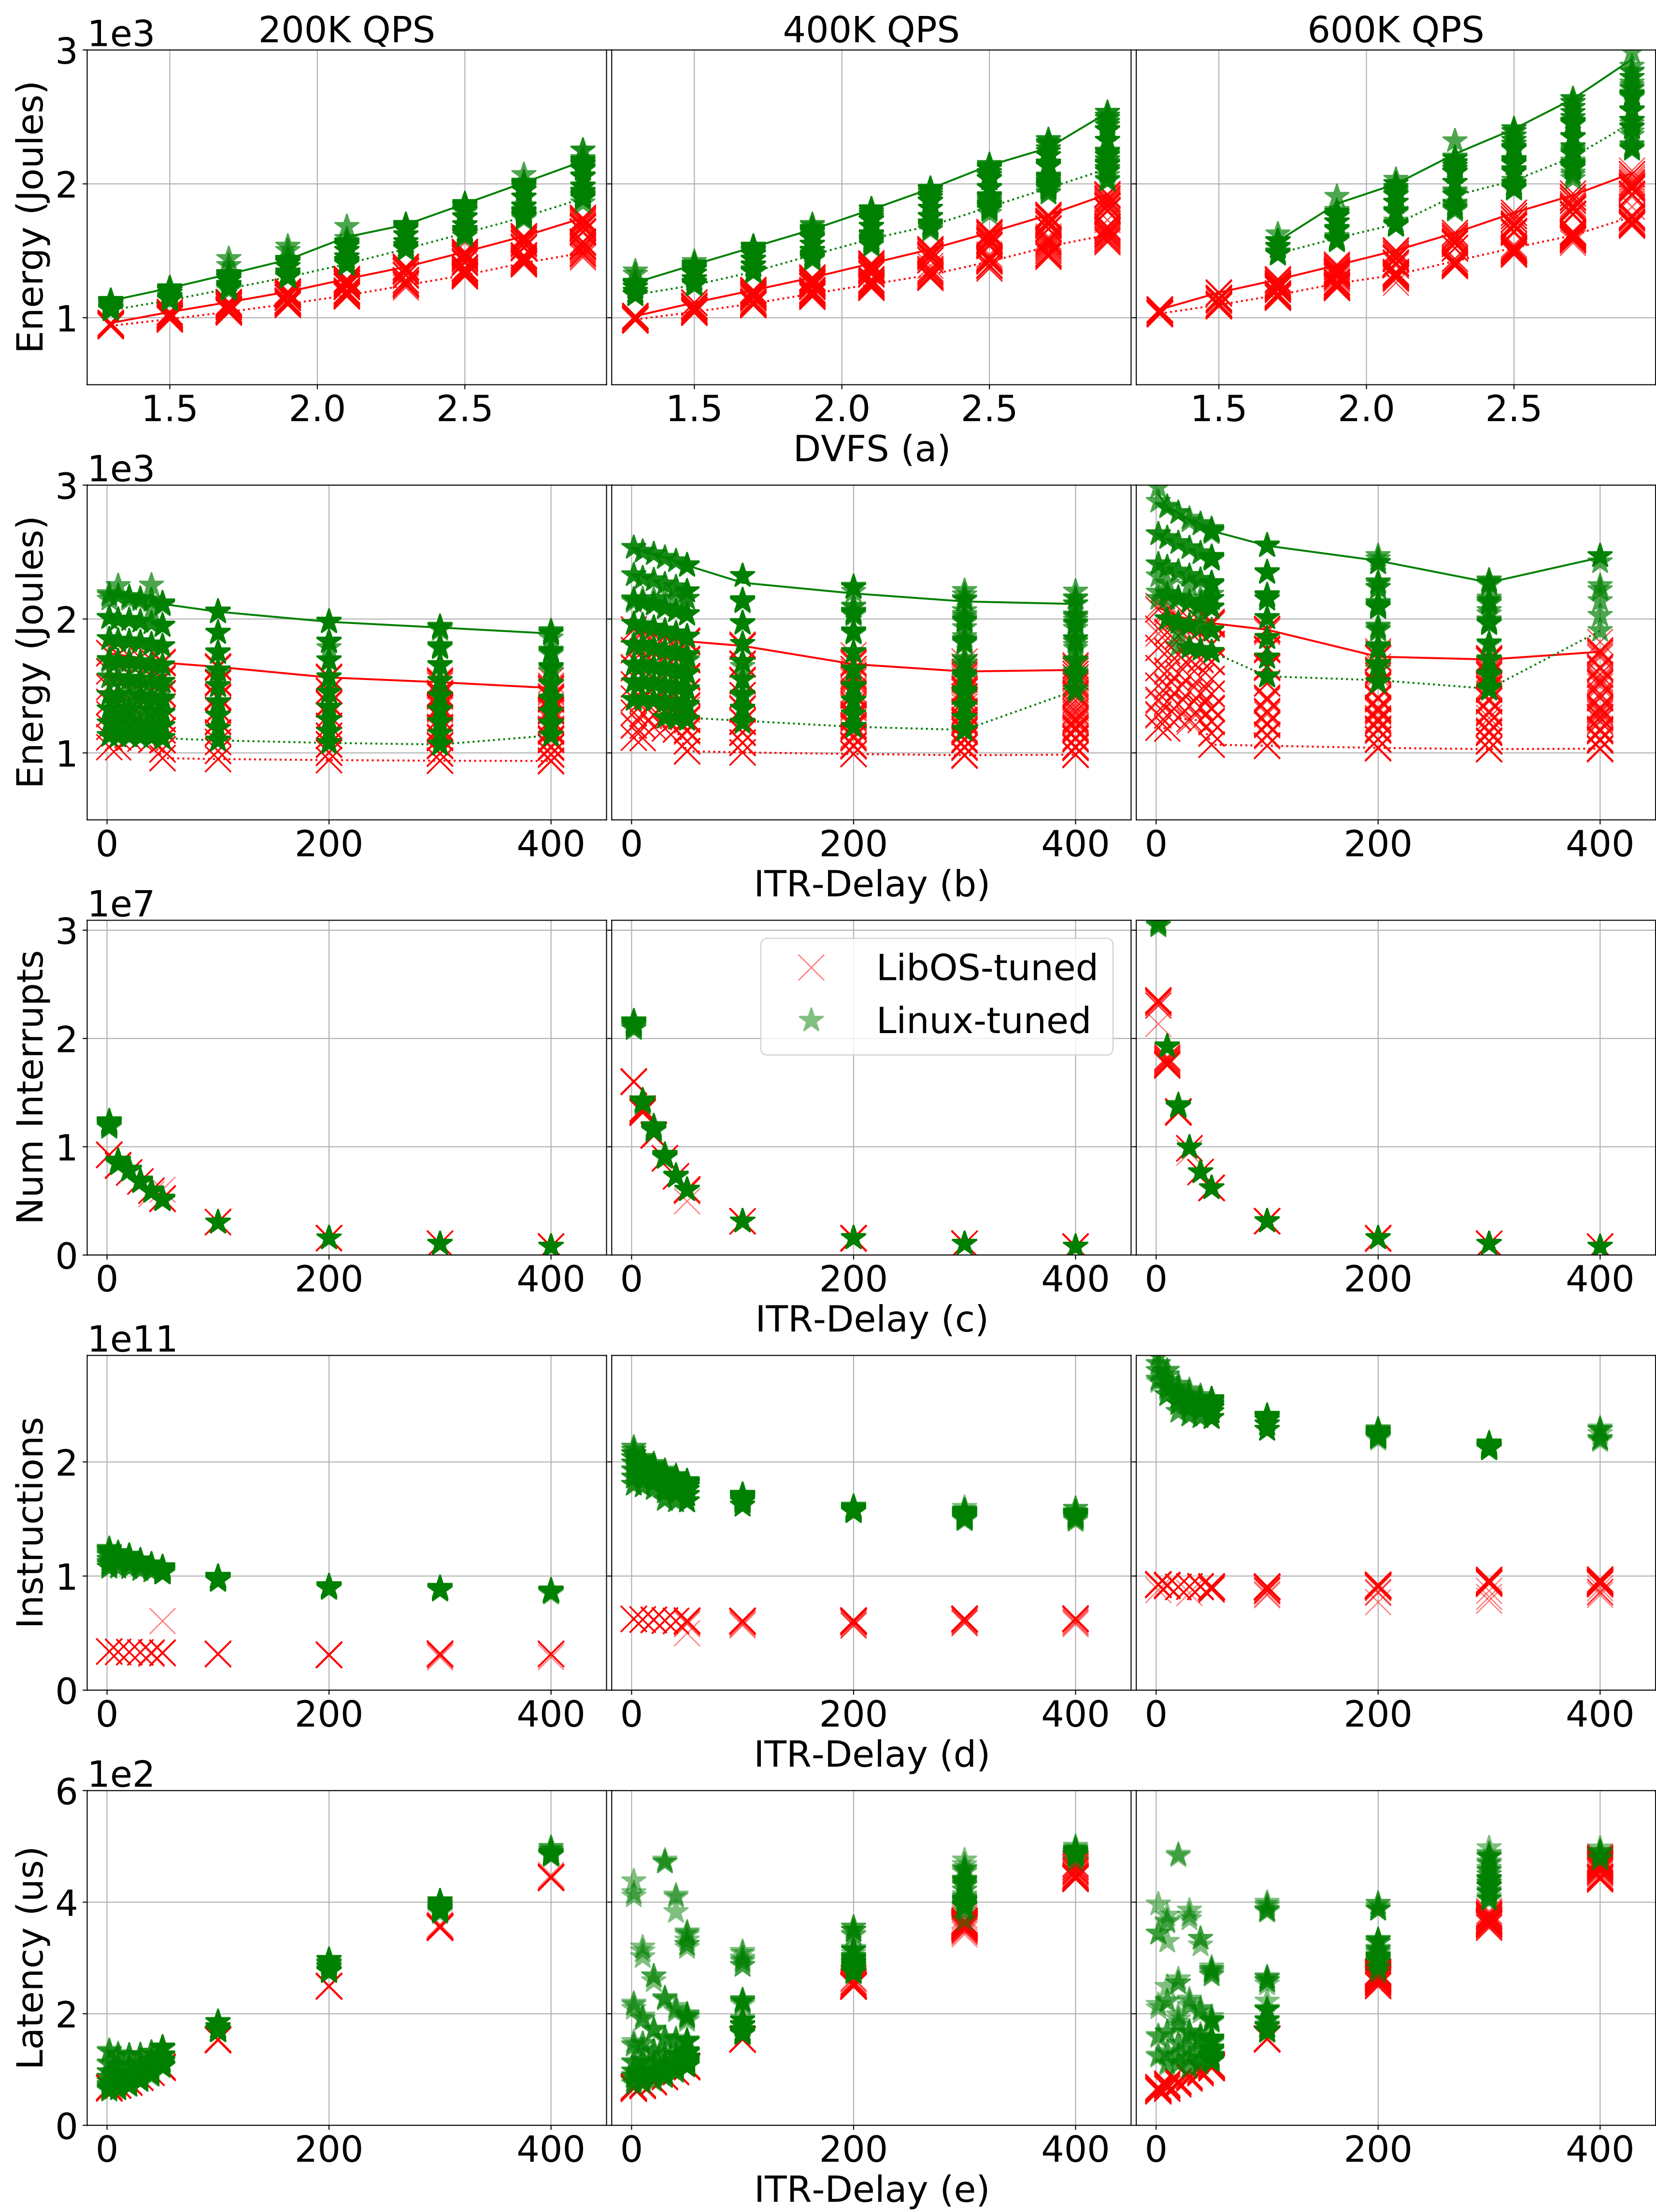 200K QPS 400K QPS 600K QPS
1e3
Energy (Joules)
3
2
1
1.5 2.0 2.5 1.5 2.0 2.5 1.5 2.0 2.5
DVFS (a)
1e3
Energy (Joules)
3
2
1
0 200 400 0 200 400 0 200 400
ITR-Delay (b)
1e7
Num Interrupts
3
2
1
0
LibOS-tuned
Linux-tuned
0 200 400 0 200 400 0 200 400
ITR-Delay (c)
1e11
Instructions
2
1
0
0 200 400 0 200 400 0 200 400
ITR-Delay (d)
1e2
Latency (us)
6
4
2
0
0 200 400 0 200 400 0 200 400
ITR-Delay (e)